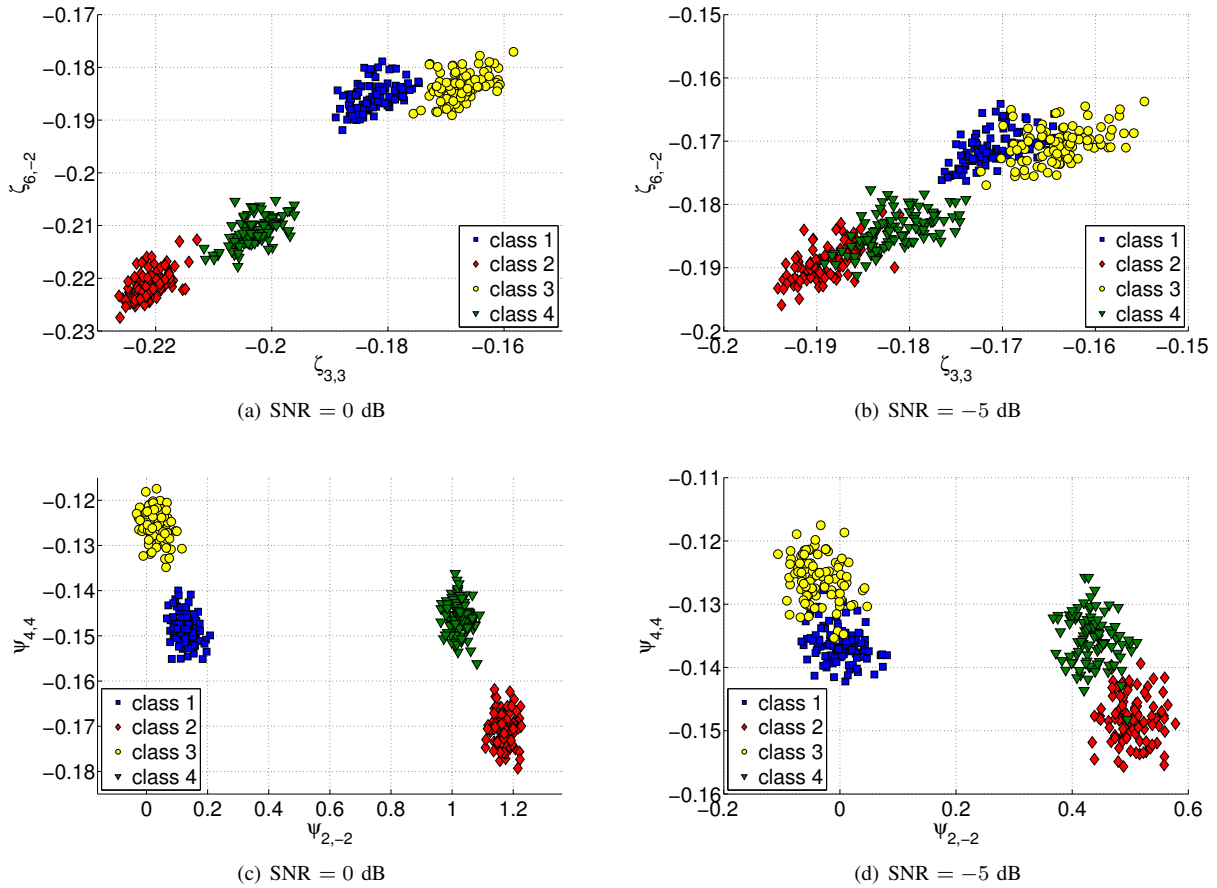 −0.17
−0.18
−0.19
−0.2
−0.21
−0.22
−0.23
ζ6,−2
−0.22
−0.2
−0.18
−0.16
ζ3,3
class 1
class 2
class 3
class 4
(a) SNR = 0 dB
−0.15
−0.16
−0.17
−0.18
−0.19
−0.2
ζ6,−2
−0.2
−0.19
−0.18
−0.17
−0.16
−0.15
ζ3,3
class 1
class 2
class 3
class 4
(b) SNR = −5 dB
−0.12
−0.13
−0.14
−0.15
−0.16
−0.17
−0.18
ψ4,4
0
0.2
0.4
0.6
0.8
1
1.2
ψ2,−2
class 1
class 2
class 3
class 4
(c) SNR = 0 dB
−0.11
−0.12
−0.13
−0.14
−0.15
−0.16
ψ4,4
−0.2
0
0.2
0.4
0.6
ψ2,−2
class 1
class 2
class 3
class 4
(d) SNR = −5 dB